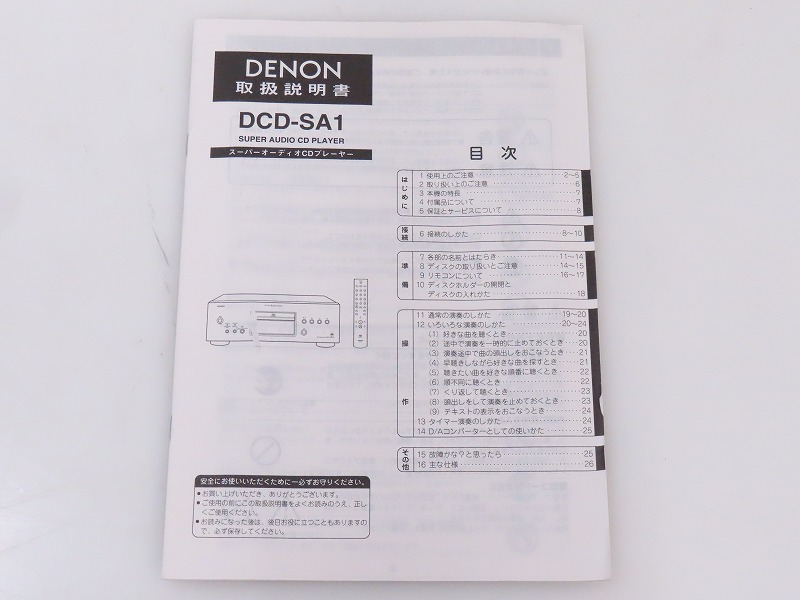 DENON
取扱説明書
DCD-SA1
SUPER AUDIO CD PLAYER
スーパーオーディオCDプレーヤー
目 次
はじめに
1 使用上のご注意 2～5
2 取り扱い上のご注意 6
3 本機の特長 7
4 付属品について 7
5 保証とサービスについて 8
接続
6 接続のしかた 8～10
準備
7 各部の名前とはたらき 11～14
8 ディスクの取り扱いとご注意 14～15
9 リモコンについて 16～17
10 ディスクホルダーの開閉と
ディスクの入れかた 18
操作
11 通常の演奏のしかた 19～20
12 いろいろな演奏のしかた 20～24
(1) 好きな曲を聴くとき 20
(2) 途中で演奏を一時的に止めておくとき 20
(3) 演奏途中で曲の頭出しをおこなうとき 21
(4) 早聴きしながら好きな曲を探すとき 21
(5) 聴きたい曲を好きな順番に聴くとき 22
(6) 順不同に聴くとき 22
(7) くり返して聴くとき 23
(8) 頭出しをして演奏を止めておくとき 23
(9) テキストの表示をおこなうとき 24
13 タイマー演奏のしかた 24
14 D/Aコンバーターとしての使いかた 25
その他
15 故障かな？と思ったら 25
16 主な仕様 26
安全にお使いいただくために―必ずお守りください。
●お買い上げいただき、ありがとうございます。
●ご使用の前にこの取扱説明書をよくお読みのうえ、正し
くご使用ください。
●お読みになった後は、後日お役に立つこともありますの
で、必ず保存してください。